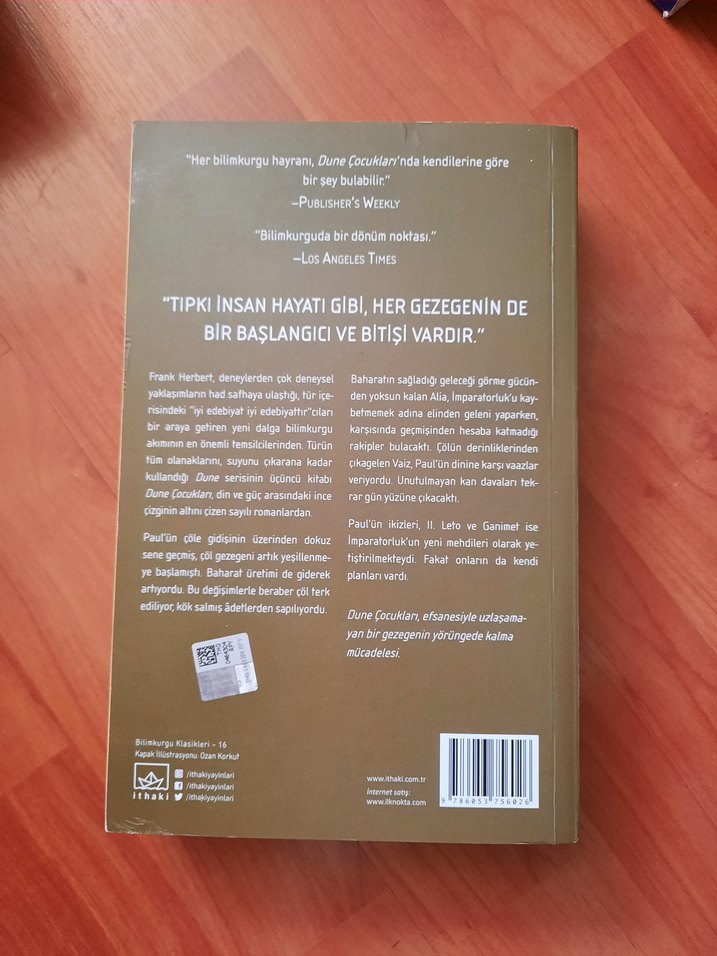 "Her bilimkurgu hayranı, Dune Çocukları'nda kendilerine göre
bir şey bulabilir."
–PUBLISHER'S WEEKLY
"Bilimkurguda bir dönüm noktası."
–LOS ANGELES TIMES
"TIPKI İNSAN HAYATI GİBİ, HER GEZEGENİN DE
BİR BAŞLANGICI VE BİTİŞİ VARDIR."
Frank Herbert, deneylerden çok deneysel
yaklaşımların had safhaya ulaştığı, tür içe-
risindeki "iyi edebiyat iyi edebiyattır"cıları
bir araya getiren yeni dalga bilimkurgu
akımının en önemli temsilcilerinden. Türün
tüm olanaklarını, suyunu çıkarana kadar
kullandığı Dune serisinin üçüncü kitabı
Dune Çocukları, din ve güç arasındaki ince
çizginin altını çizen sayılı romanlardan.
Paul'ün çöle gidişinin üzerinden dokuz
sene geçmiş, çöl gezegeni artık yeşillenme-
ye başlamıştı. Baharat üretimi de giderek
artıyordu. Bu değişimlerle beraber çöl terk
ediliyor, kök salmış âdetlerden sapılıyordu.
Baharatın sağladığı geleceği görme gücün-
den yoksun kalan Alia, İmparatorluk'u kay-
betmemek adına elinden geleni yaparken,
karşısında geçmişinden hesaba katmadığı
rakipler bulacaktı. Çölün derinliklerinden
çıkagelen Vaiz, Paul'ün dinine karşı vaazlar
veriyordu. Unutulmayan kan davaları tek-
rar gün yüzüne çıkacaktı.
Paul'ün ikizleri, II. Leto ve Ganimet ise
İmparatorluk'un yeni mehdileri olarak ye-
tiştirilmekteydi. Fakat onların da kendi
planları vardı.
Dune Çocukları, efsanesiyle uzlaşama-
yan bir gezegenin yörüngede kalma
mücadelesi.
Bilimkurgu Klasikleri - 16
Kapak İllüstrasyonu: Ozan Korkut
ithaki
/ithakiyayinlari
/ithakiyayinlari
/ithakiyayinlari
www.ithaki.com.tr
İnternet satış:
www.ilknokta.com
9 786053 756026